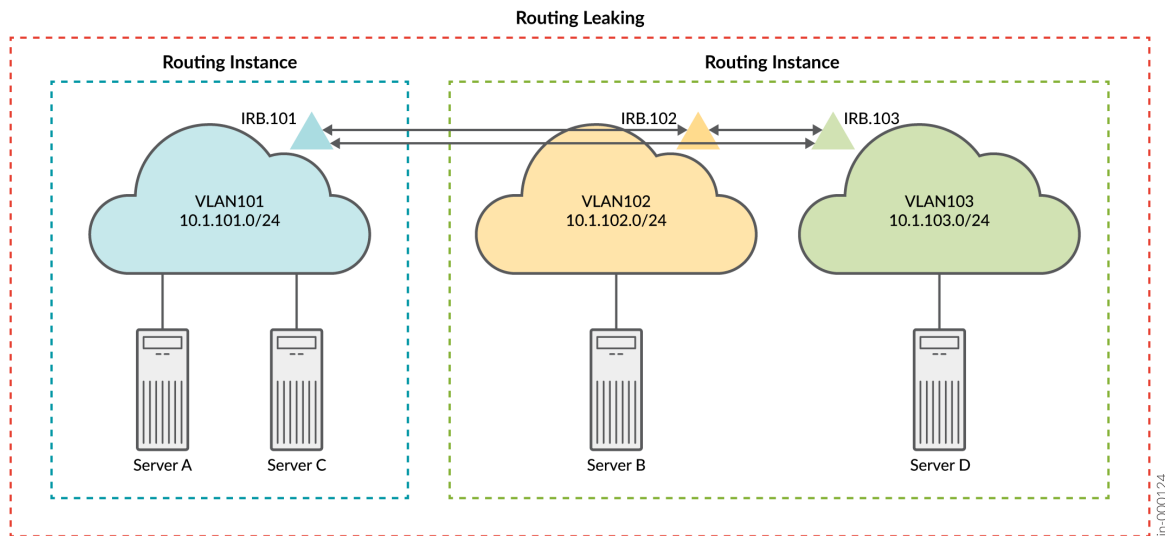 Routing Leaking
Routing Instance
Routing Instance
IRB.101
IRB.102
IRB.103
VLAN101
10.1.101.0/24
VLAN102
10.1.102.0/24
VLAN103
10.1.103.0/24
Server A
Server C
Server B
Server D
jn-000124